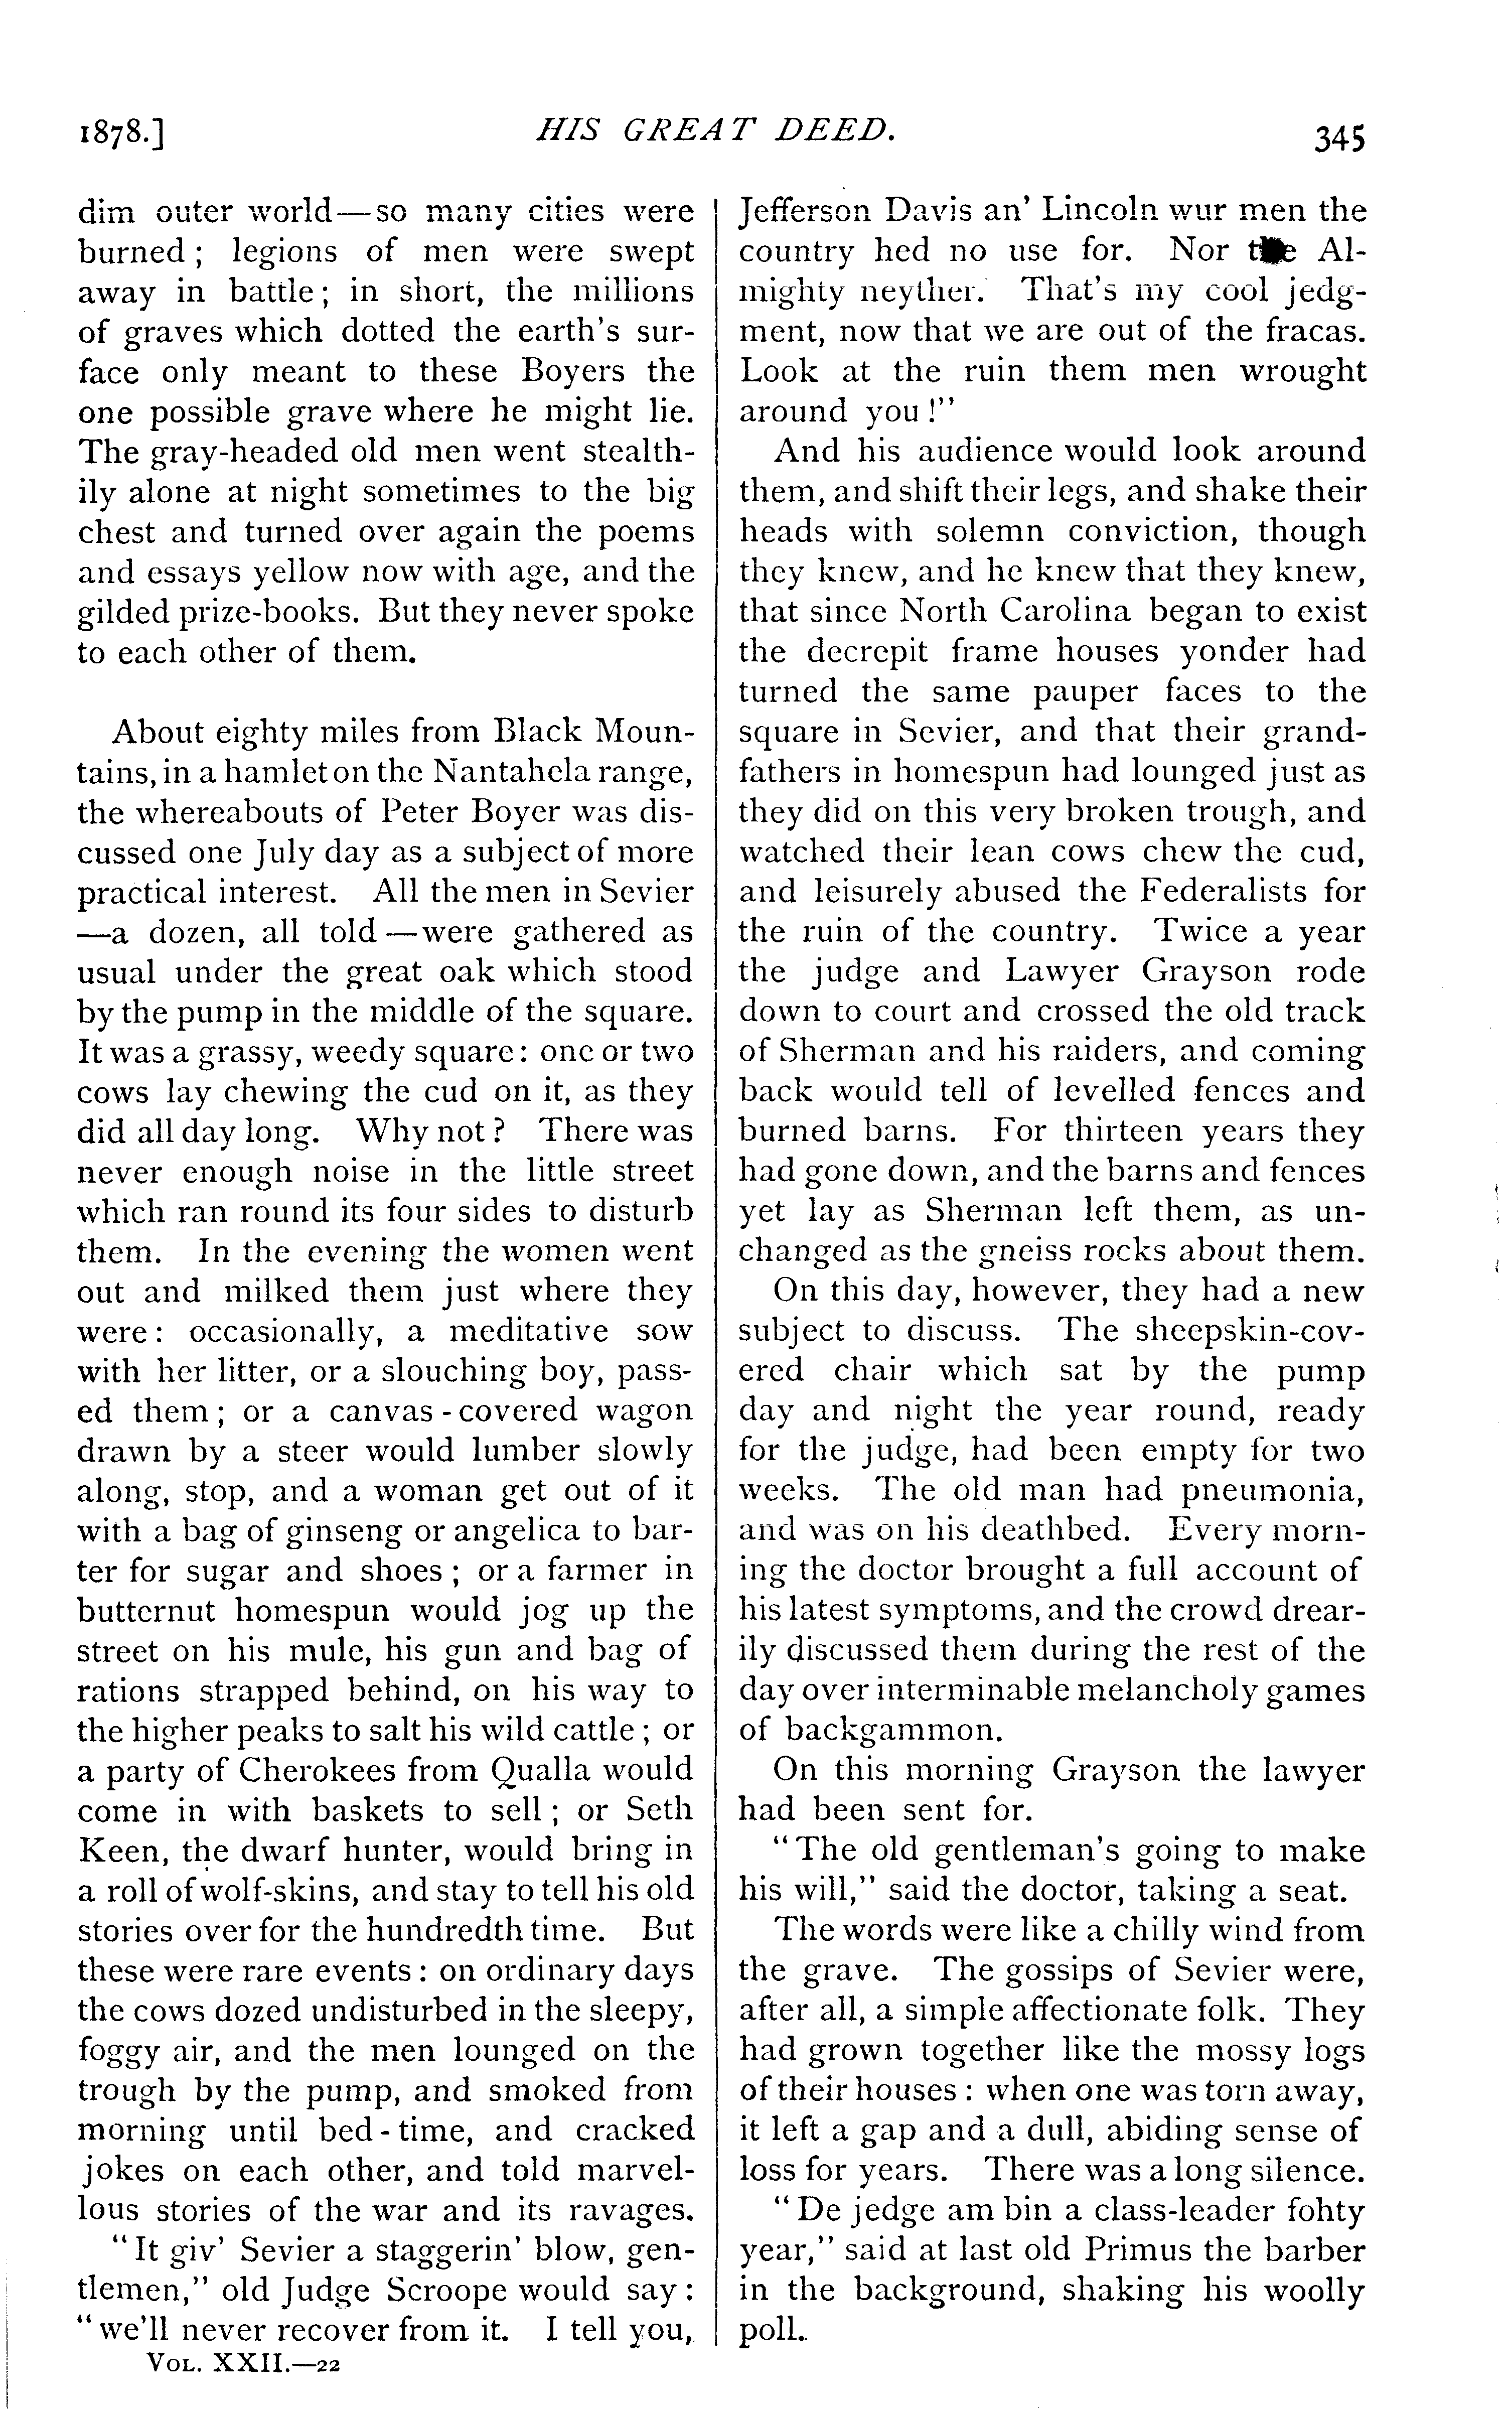 1878.]
HIS GREAT DEED.
345
dim outer world—so many cities were
burned; legions of men were swept
away in battle; in short, the millions
of graves which dotted the earth's sur-
face only meant to these Boyers the
one possible grave where he might lie.
The gray-headed old men went stealth-
ily alone at night sometimes to the big
chest and turned over again the poems
and essays yellow now with age, and the
gilded prize-books. But they never spoke
to each other of them.
About eighty miles from Black Moun-
tains, in a hamlet on the Nantahela range,
the whereabouts of Peter Boyer was dis-
cussed one July day as a subject of more
practical interest. All the men in Sevier
—a dozen, all told—were gathered as
usual under the great oak which stood
by the pump in the middle of the square.
It was a grassy, weedy square: one or two
cows lay chewing the cud on it, as they
did all day long. Why not? There was
never enough noise in the little street
which ran round its four sides to disturb
them. In the evening the women went
out and milked them just where they
were: occasionally, a meditative sow
with her litter, or a slouching boy, pass-
ed them; or a canvas-covered wagon
drawn by a steer would lumber slowly
along, stop, and a woman get out of it
with a bag of ginseng or angelica to bar-
ter for sugar and shoes; or a farmer in
butternut homespun would jog up the
street on his mule, his gun and bag of
rations strapped behind, on his way to
the higher peaks to salt his wild cattle; or
a party of Cherokees from Qualla would
come in with baskets to sell; or Seth
Keen, the dwarf hunter, would bring in
a roll of wolf-skins, and stay to tell his old
stories over for the hundredth time. But
these were rare events: on ordinary days
the cows dozed undisturbed in the sleepy,
foggy air, and the men lounged on the
trough by the pump, and smoked from
morning until bed-time, and cracked
jokes on each other, and told marvel-
lous stories of the war and its ravages.
"It giv' Sevier a staggerin' blow, gen-
tlemen," old Judge Scroope would say:
"we'll never recover from it. I tell you,
VOL. XXII.—22
Jefferson Davis an' Lincoln wur men the
country hed no use for. Nor the Al-
mighty neyther. That's my cool jedg-
ment, now that we are out of the fracas.
Look at the ruin them men wrought
around you!"
And his audience would look around
them, and shift their legs, and shake their
heads with solemn conviction, though
they knew, and he knew that they knew,
that since North Carolina began to exist
the decrepit frame houses yonder had
turned the same pauper faces to the
square in Sevier, and that their grand-
fathers in homespun had lounged just as
they did on this very broken trough, and
watched their lean cows chew the cud,
and leisurely abused the Federalists for
the ruin of the country. Twice a year
the judge and Lawyer Grayson rode
down to court and crossed the old track
of Sherman and his raiders, and coming
back would tell of levelled fences and
burned barns. For thirteen years they
had gone down, and the barns and fences
yet lay as Sherman left them, as un-
changed as the gneiss rocks about them.
On this day, however, they had a new
subject to discuss. The sheepskin-cov-
ered chair which sat by the pump
day and night the year round, ready
for the judge, had been empty for two
weeks. The old man had pneumonia,
and was on his deathbed. Every morn-
ing the doctor brought a full account of
his latest symptoms, and the crowd drear-
ily discussed them during the rest of the
day over interminable melancholy games
of backgammon.
On this morning Grayson the lawyer
had been sent for.
"The old gentleman's going to make
his will," said the doctor, taking a seat.
The words were like a chilly wind from
the grave. The gossips of Sevier were,
after all, a simple affectionate folk. They
had grown together like the mossy logs
of their houses: when one was torn away,
it left a gap and a dull, abiding sense of
loss for years. There was a long silence.
"De jedge am bin a class-leader fohty
year," said at last old Primus the barber
in the background, shaking his woolly
poll.